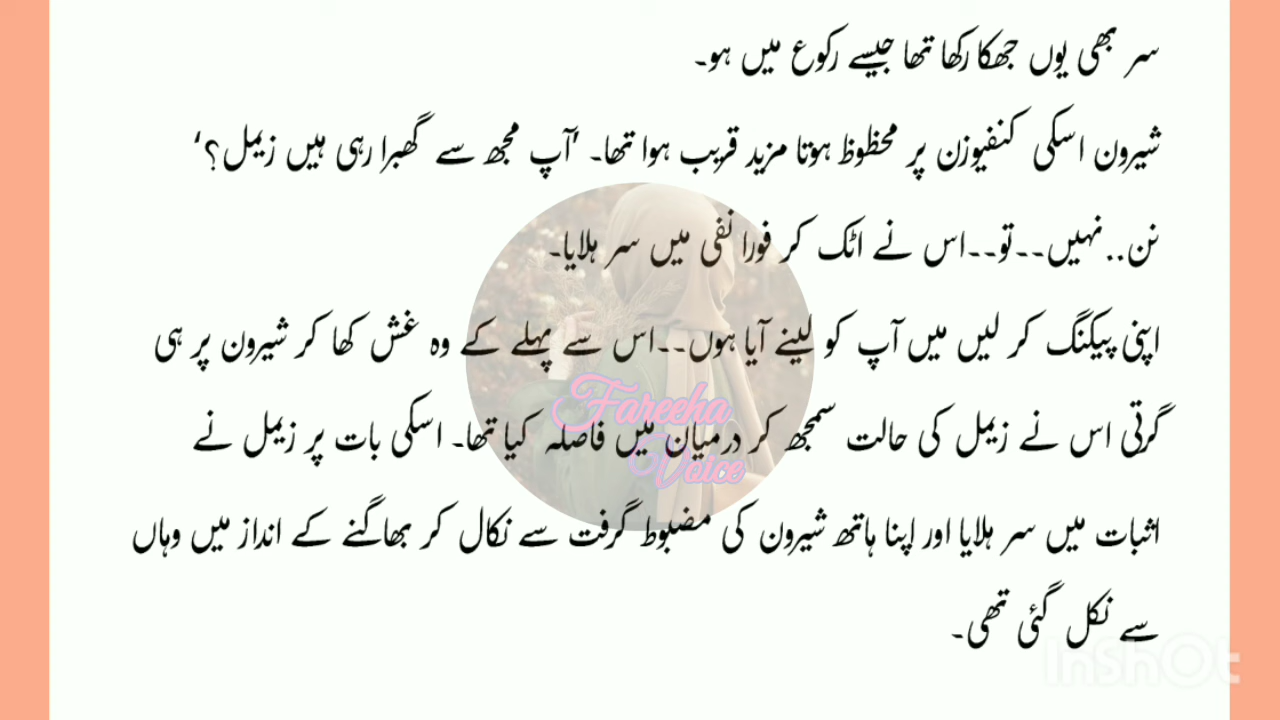 سر بھی یوں جھکا رکھا تھا جیسے رکوع میں ہو۔
شیرون اسکی کنفیوزن پر محظوظ ہوتا مزید قریب ہوا تھا۔ 'آپ مجھ سے گھبرا رہی ہیں زیمل؟'
نن..نہیں--تو--اس نے اٹک کر فورا نفی میں سر ہلایا۔
اپنی پیکنگ کر لیں میں آپ کو لینے آیا ہوں--اس سے پہلے کے وہ غش کھا کر شیرون پر ہی
گرتی اس نے زیمل کی حالت سمجھ کر درمیان میں فاصلہ کیا تھا۔ اسکی بات پر زیمل نے
اثبات میں سر ہلایا اور اپنا ہاتھ شیرون کی مضبوط گرفت سے نکال کر بھاگنے کے انداز میں وہاں
سے نکل گئی تھی۔
Fareeha
Voice
InShOt